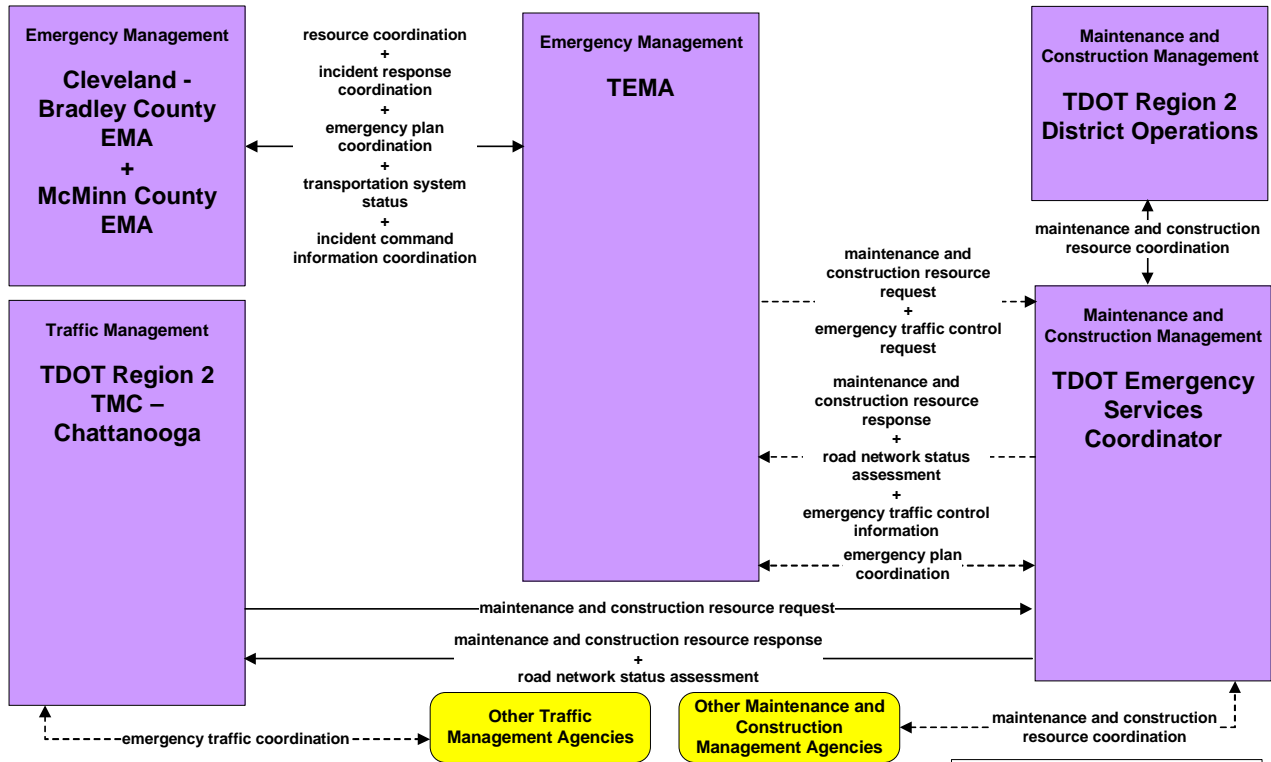 Emergency Management
Cleveland -
Bradley County
EMA
+
McMinn County
EMA
resource coordination
+
incident response
coordination
+
emergency plan
coordination
+
transportation system
status
+
incident command
information coordination
Emergency Management
TEMA
Maintenance and
Construction Management
TDOT Region 2
District Operations
maintenance and construction
resource coordination
maintenance and
construction resource
request
+
emergency traffic control
request
Traffic Management
TDOT Region 2
TMC –
Chattanooga
Maintenance and
Construction Management
TDOT Emergency
Services
Coordinator
maintenance and
construction resource
response
+
road network status
assessment
+
emergency traffic control
information
emergency plan
coordination
maintenance and construction resource request
maintenance and construction resource response
+
road network status assessment
emergency traffic coordination
Other Traffic
Management Agencies
Other Maintenance and
Construction
Management Agencies
maintenance and construction
resource coordination